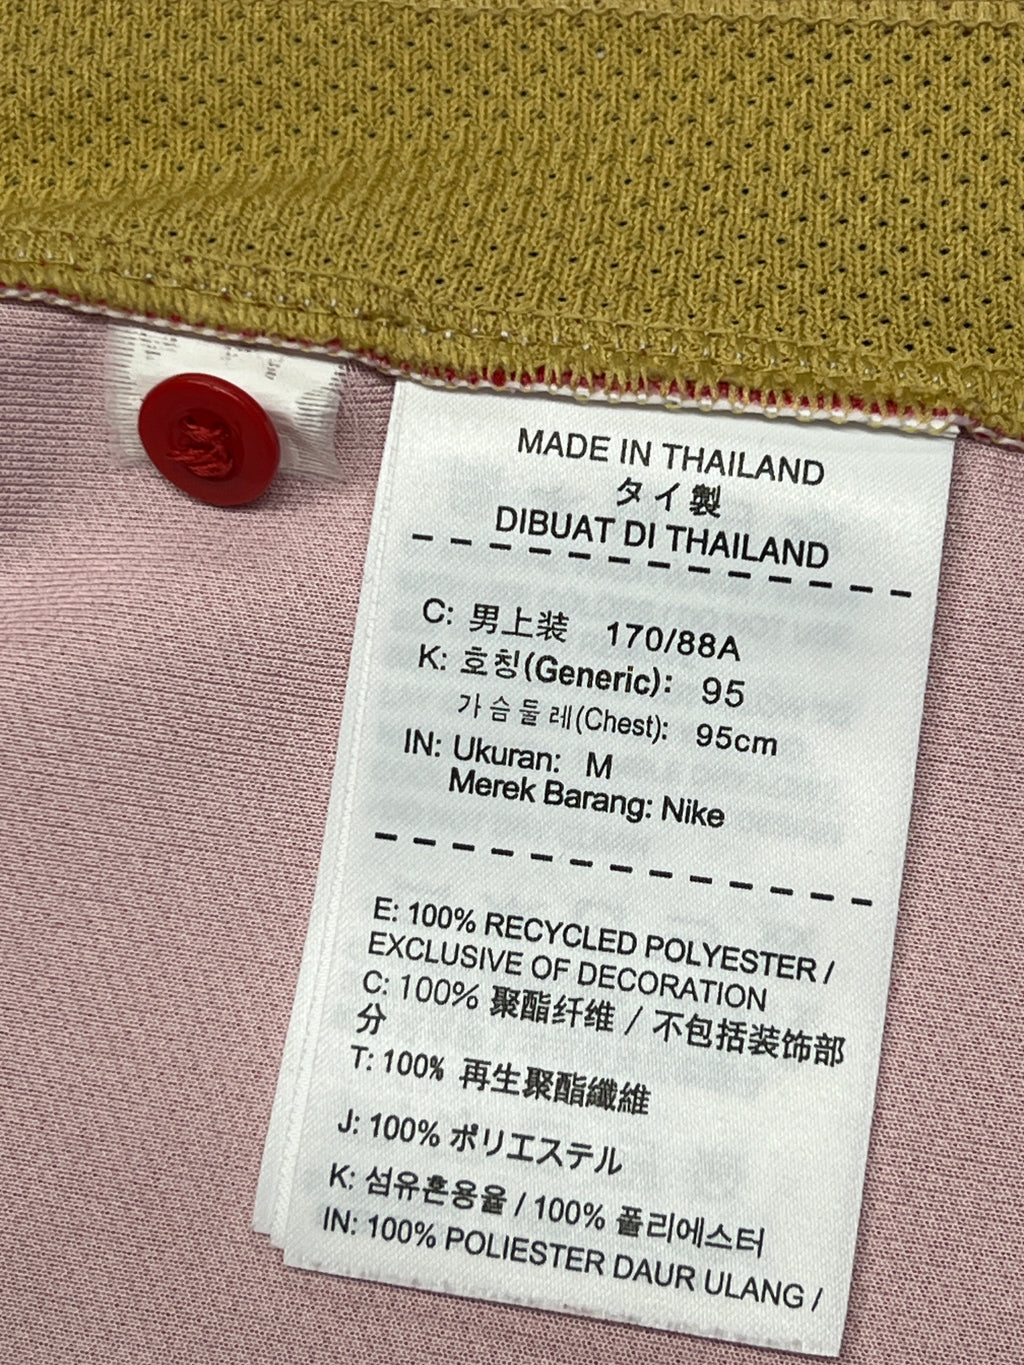 MADE IN THAILAND
タイ製
DIBUAT DI THAILAND
C: 男上装 170/88A
K: 호칭(Generic): 95
가슴둘레(Chest): 95cm
IN: Ukuran: M
Merek Barang: Nike
E: 100% RECYCLED POLYESTER /
EXCLUSIVE OF DECORATION
C: 100% 聚酯纤维 / 不包括装饰部
分
T: 100% 再生聚酯纖維
J: 100% ポリエステル
K: 섬유혼용율 / 100% 폴리에스터
IN: 100% POLIESTER DAUR ULANG /